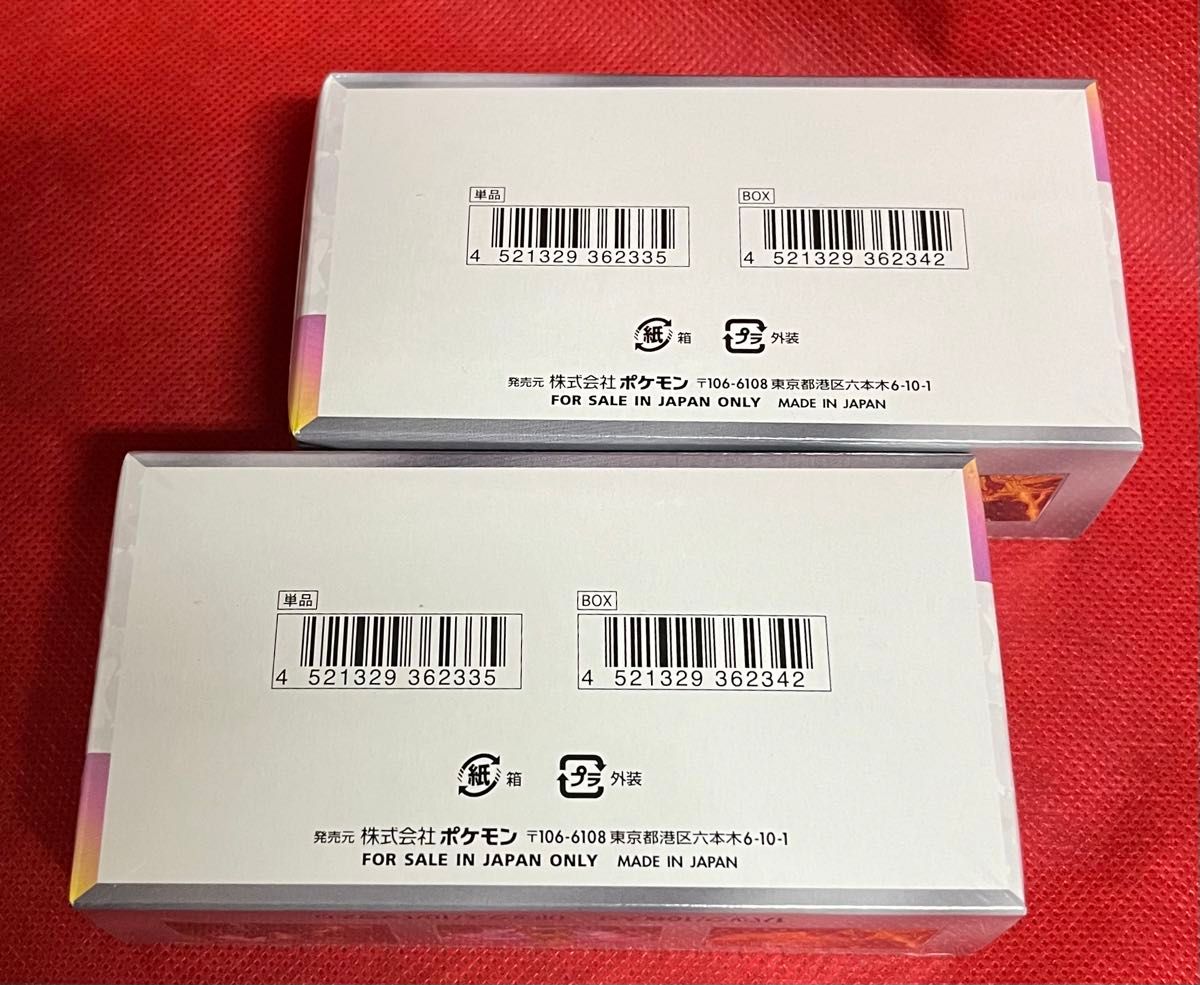 単品
BOX
4 521329 362335
4 521329 362342
紙 箱
プラ 外装
発売元 株式会社 ポケモン 〒106-6108 東京都港区六本木6-10-1
FOR SALE IN JAPAN ONLY MADE IN JAPAN
単品
BOX
4 521329 362335
4 521329 362342
紙 箱
プラ 外装
発売元 株式会社 ポケモン 〒106-6108 東京都港区六本木6-10-1
FOR SALE IN JAPAN ONLY MADE IN JAPAN